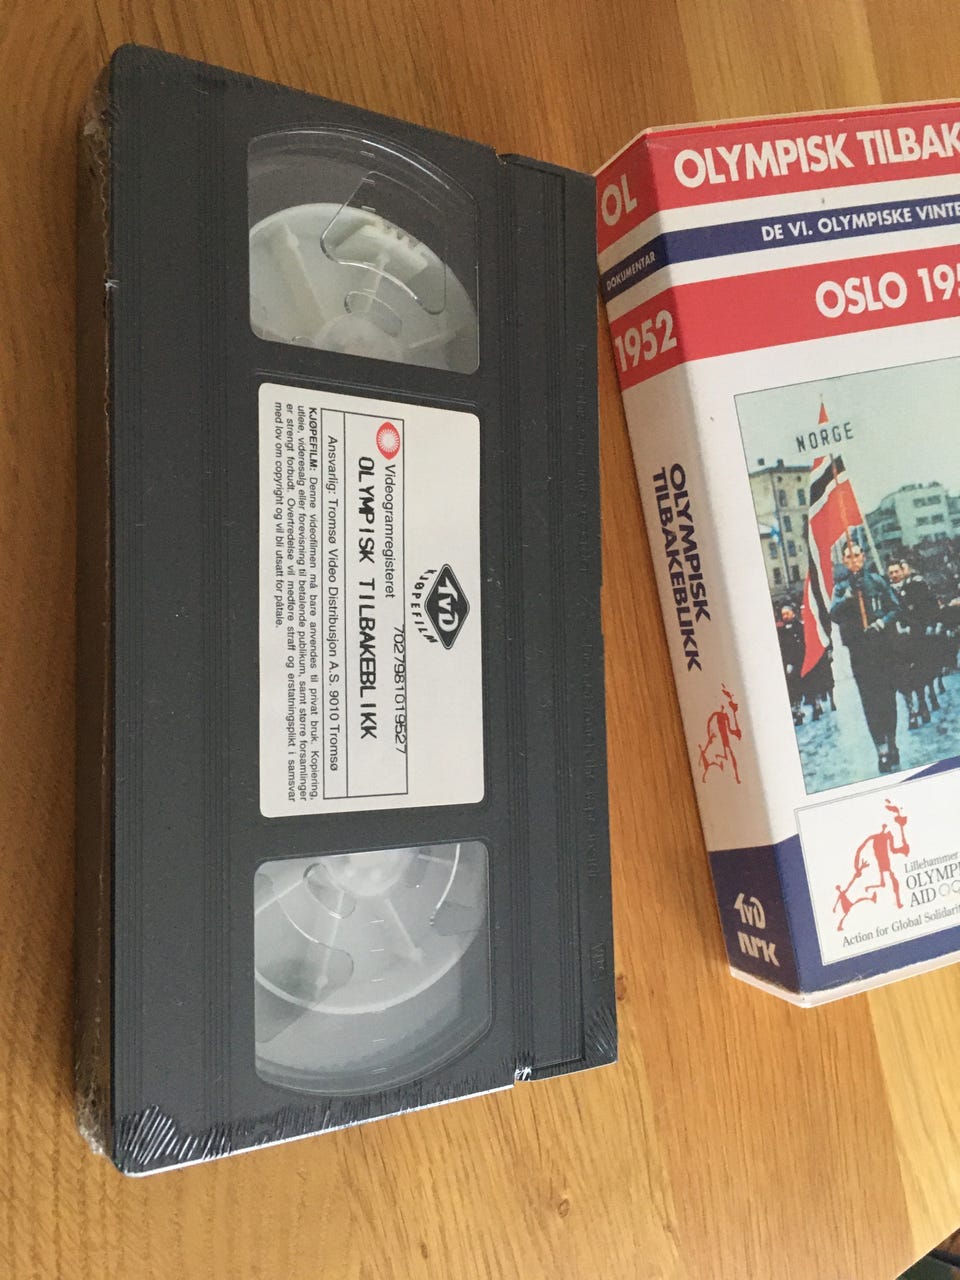 Videogramregisteret
7027981019527
OLYMPISK TILBAKEBLIKK
Ansvarlig: Tromsø Video Distribusjon A.S. 9010 Tromsø
KJØPEFILM: Denne videofilmen må bare anvendes til privat bruk. Kopiering,
utleie, videresalg eller forevisning til betalende publikum, samt større forsamlinger
er strengt forbudt. Overtredelse vil medføre straff og erstatningsplikt i samsvar
med lov om copyright og vil bli utsatt for påtale.
TVD
KJØPEFILM
VHS
OL
DOKUMENTAR
1952
OLYMPISK
TILBAKEBLIKK
TVD
NRK
OLYMPISK TILBAK
DE VI. OLYMPISKE VINTE
OSLO 195
NORGE
Lillehammer
OLYMPI
AID
Action for Global Solidarit